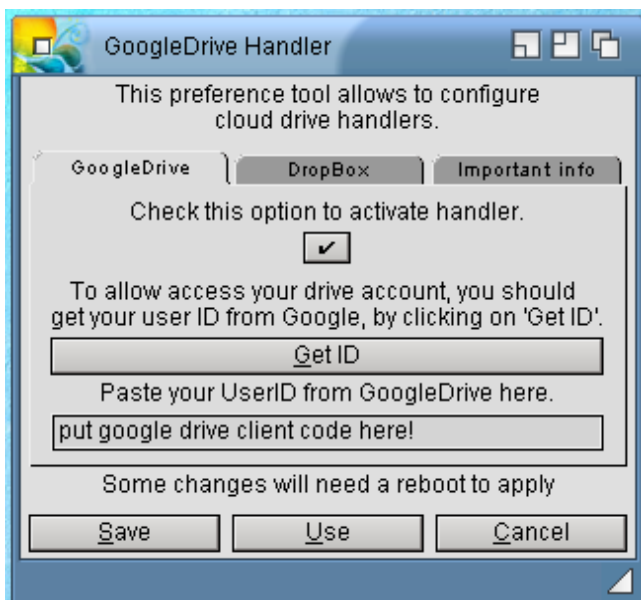 GoogleDrive Handler
This preference tool allows to configure
cloud drive handlers.
GoogleDrive DropBox Important info
Check this option to activate handler.
To allow access your drive account, you should
get your user ID from Google, by clicking on 'Get ID'.
Get ID
Paste your UserID from GoogleDrive here.
put google drive client code here!
Some changes will need a reboot to apply
Save Use Cancel